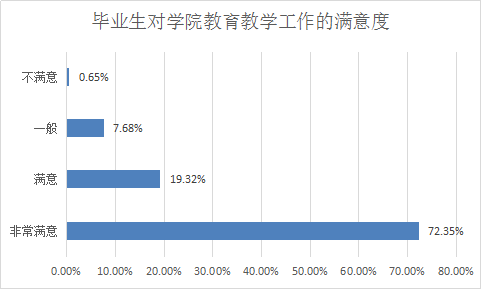 毕业生对学院教育教学工作的满意度
不满意 0.65%
一般 7.68%
满意 19.32%
非常满意 72.35%
0.00% 10.00% 20.00% 30.00% 40.00% 50.00% 60.00% 70.00% 80.00%